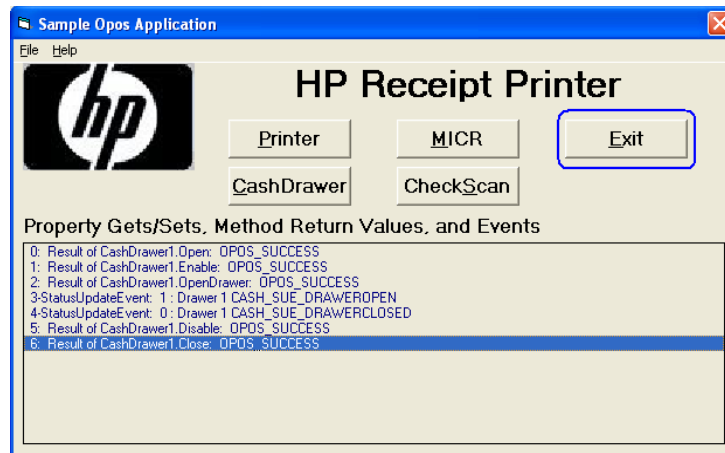 Sample Opos Application
File Help
hp
HP Receipt Printer
Printer MICR Exit
CashDrawer CheckScan
Property Gets/Sets, Method Return Values, and Events
0: Result of CashDrawer1.Open: OPOS_SUCCESS
1: Result of CashDrawer1.Enable: OPOS_SUCCESS
2: Result of CashDrawer1.OpenDrawer: OPOS_SUCCESS
3-StatusUpdateEvent: 1 : Drawer 1 CASH_SUE_DRAWEROPEN
4-StatusUpdateEvent: 0 : Drawer 1 CASH_SUE_DRAWERCLOSED
5: Result of CashDrawer1.Disable: OPOS_SUCCESS
6: Result of CashDrawer1.Close: OPOS_SUCCESS